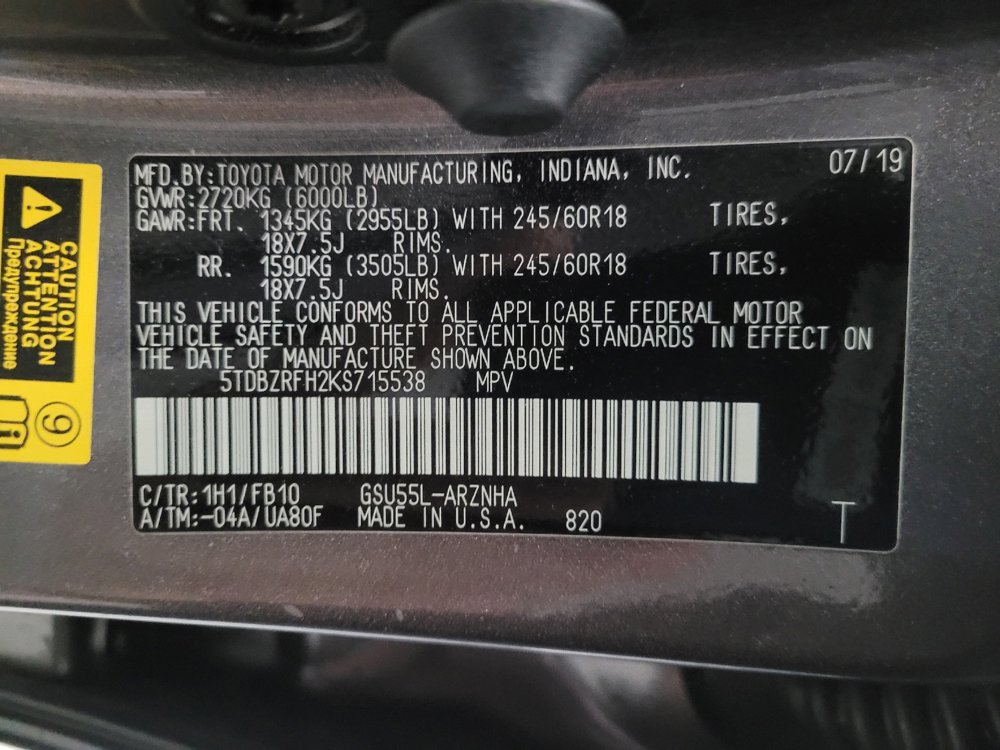 MFD.BY:TOYOTA MOTOR MANUFACTURING, INDIANA, INC. 07/19
GVWR:2720KG (6000LB)
GAWR:FRT. 1345KG (2955LB) WITH 245/60R18 TIRES,
18X7.5J RIMS.
RR. 1590KG (3505LB) WITH 245/60R18 TIRES,
18X7.5J RIMS.
THIS VEHICLE CONFORMS TO ALL APPLICABLE FEDERAL MOTOR
VEHICLE SAFETY AND THEFT PREVENTION STANDARDS IN EFFECT ON
THE DATE OF MANUFACTURE SHOWN ABOVE.
5TDBZRFH2KS715538 MPV
C/TR:1H1/FB10 GSU55L-ARZNHA
A/TM:-04A/UA80F MADE IN U.S.A. 820 T
CAUTION
ATTENTION
ACHTUNG
Предупреждение
9